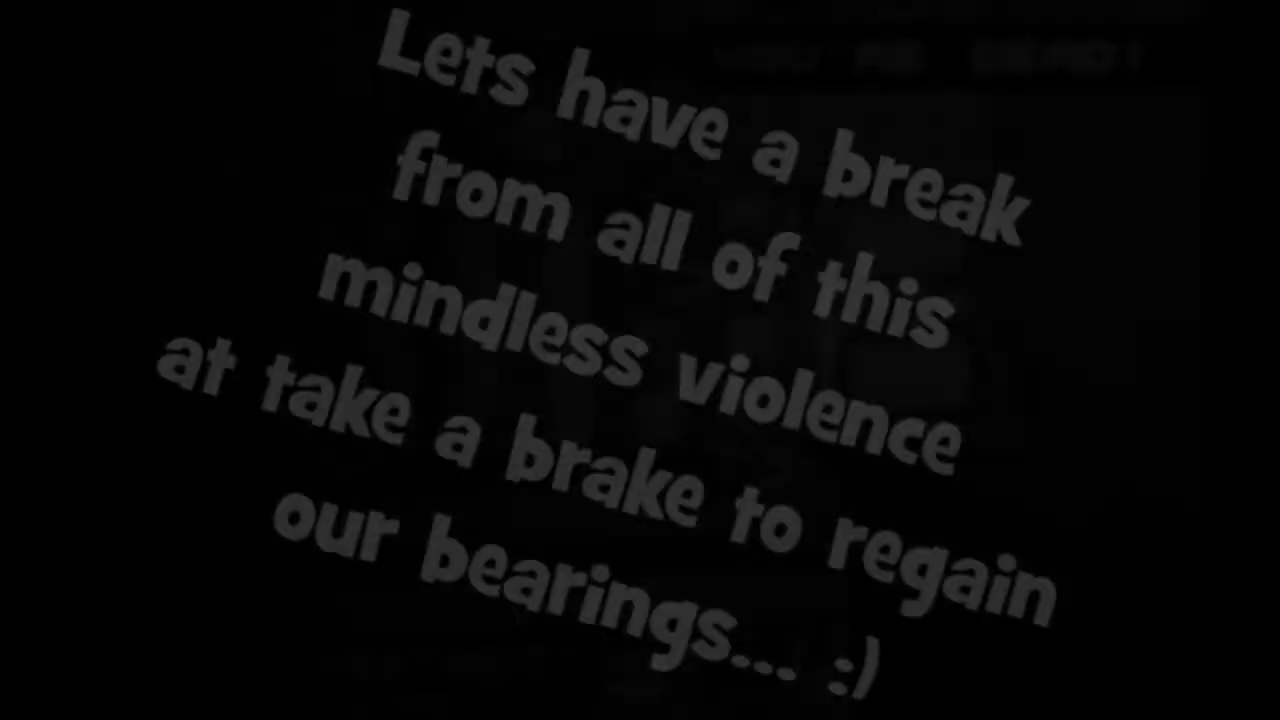 Lets have a break
from all of this
mindless violence
at take a brake to regain
our bearings... :)